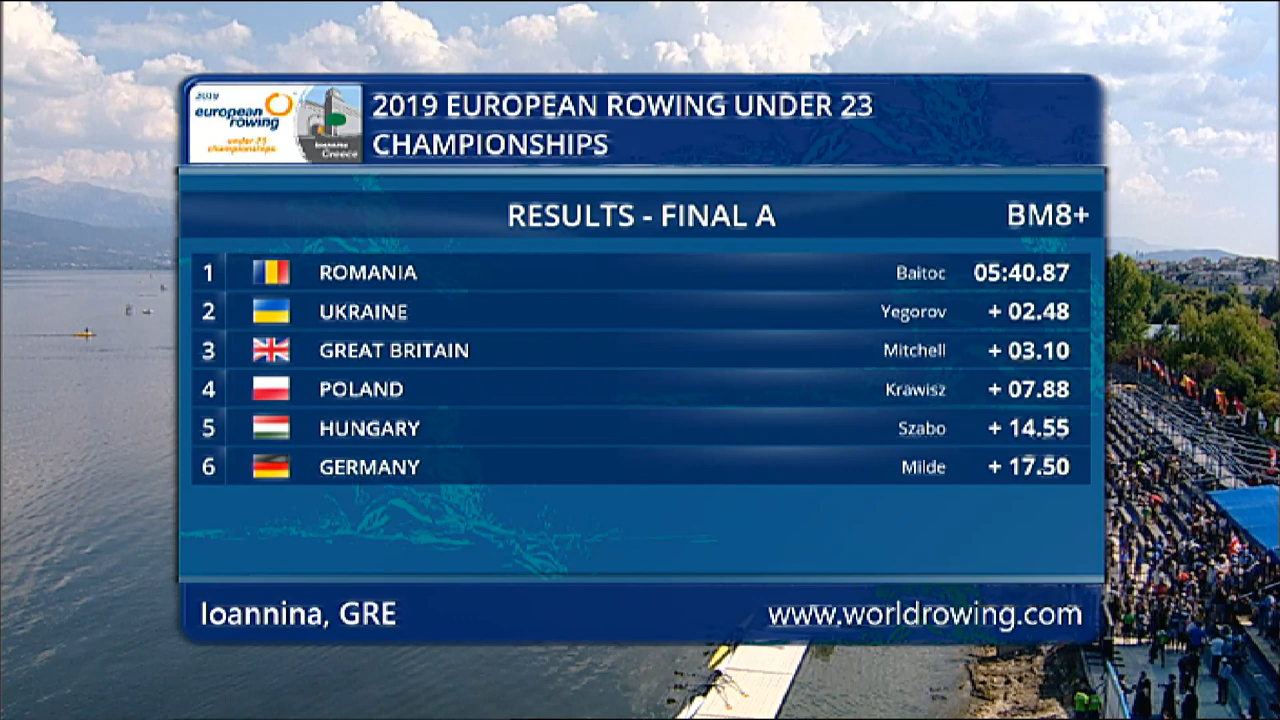 2019
european
rowing
under 23
championships
Ioannina
Greece
2019 EUROPEAN ROWING UNDER 23
CHAMPIONSHIPS
RESULTS - FINAL A BM8+
1 ROMANIA Baitoc 05:40.87
2 UKRAINE Yegorov + 02.48
3 GREAT BRITAIN Mitchell + 03.10
4 POLAND Krawisz + 07.88
5 HUNGARY Szabo + 14.55
6 GERMANY Milde + 17.50
Ioannina, GRE www.worldrowing.com